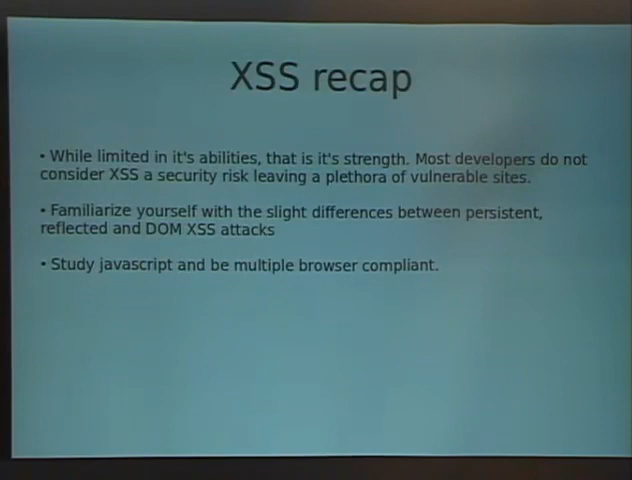 XSS recap
• While limited in it's abilities, that is it's strength. Most developers do not
consider XSS a security risk leaving a plethora of vulnerable sites.
• Familiarize yourself with the slight differences between persistent,
reflected and DOM XSS attacks
• Study javascript and be multiple browser compliant.